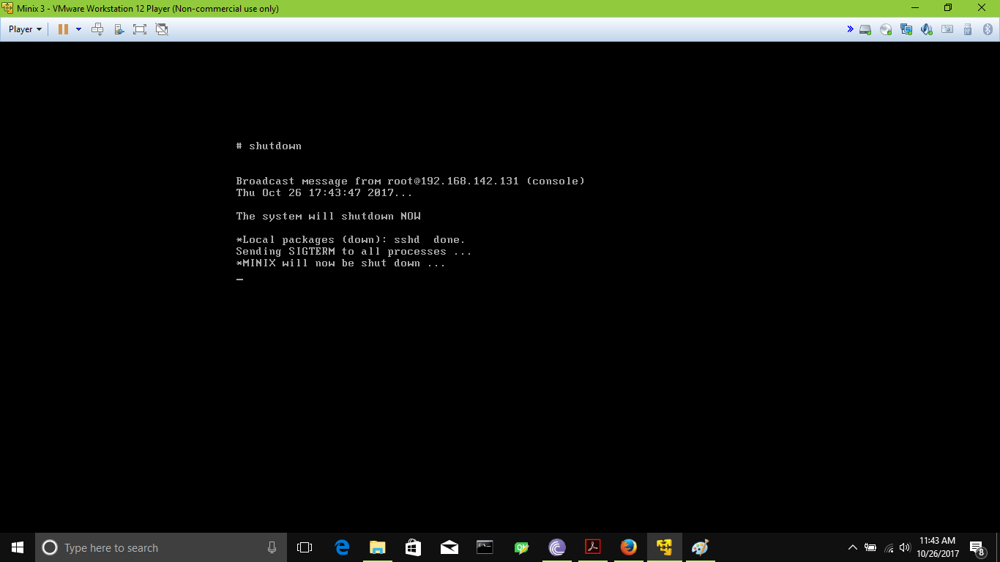 Minix 3 - VMware Workstation 12 Player (Non-commercial use only)
Player
# shutdown
Broadcast message from root@192.168.142.131 (console)
Thu Oct 26 17:43:47 2017...
The system will shutdown NOW
*Local packages (down): sshd  done.
Sending SIGTERM to all processes ...
*MINIX will now be shut down ...
Type here to search
11:43 AM
10/26/2017
8